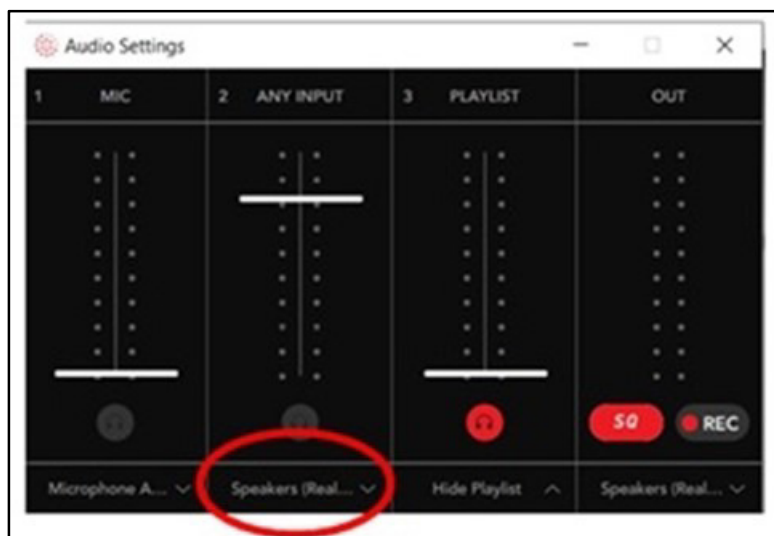 Audio Settings
1 MIC 2 ANY INPUT 3 PLAYLIST OUT
SQ REC
Microphone A... Speakers (Real... Hide Playlist Speakers (Real...